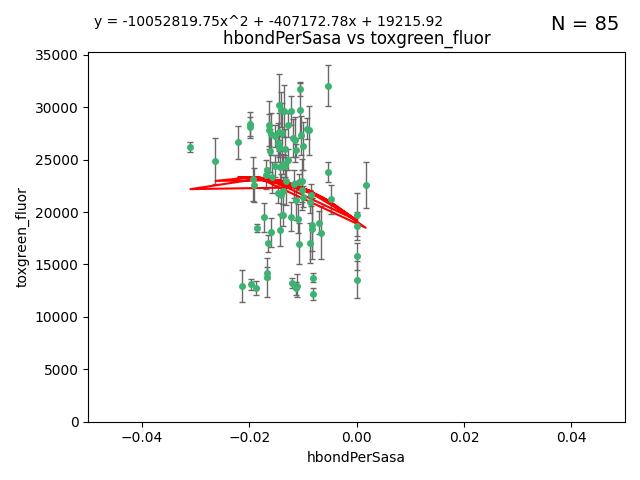 y = -10052819.75x^2 + -407172.78x + 19215.92
N = 85
hbondPerSasa vs toxgreen_fluor
35000
30000
25000
20000
15000
10000
5000
0
toxgreen_fluor
−0.04
−0.02
0.00
0.02
0.04
hbondPerSasa